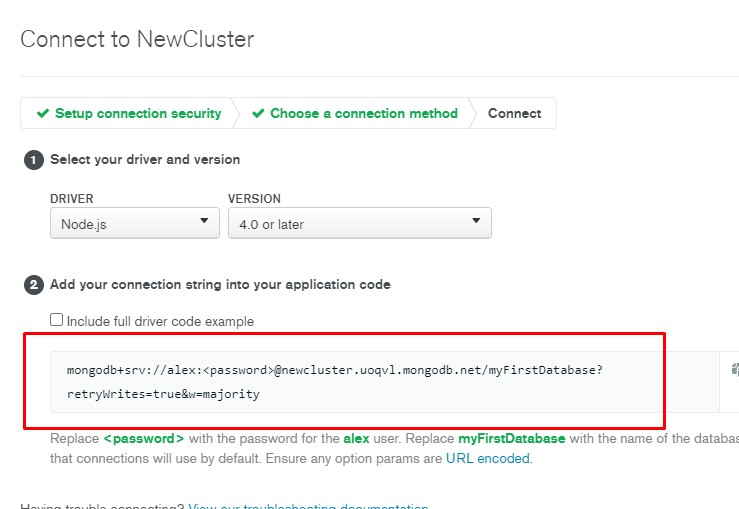 Connect to NewCluster
Setup connection security
Choose a connection method
Connect
1 Select your driver and version
DRIVER
VERSION
Node.js
4.0 or later
2 Add your connection string into your application code
Include full driver code example
mongodb+srv://alex:<password>@newcluster.uoqvl.mongodb.net/myFirstDatabase?
retryWrites=true&w=majority
Replace <password> with the password for the alex user. Replace myFirstDatabase with the name of the
that connections will use by default. Ensure any option params are URL encoded.
Having trouble connecting? View our troubleshooting documentation